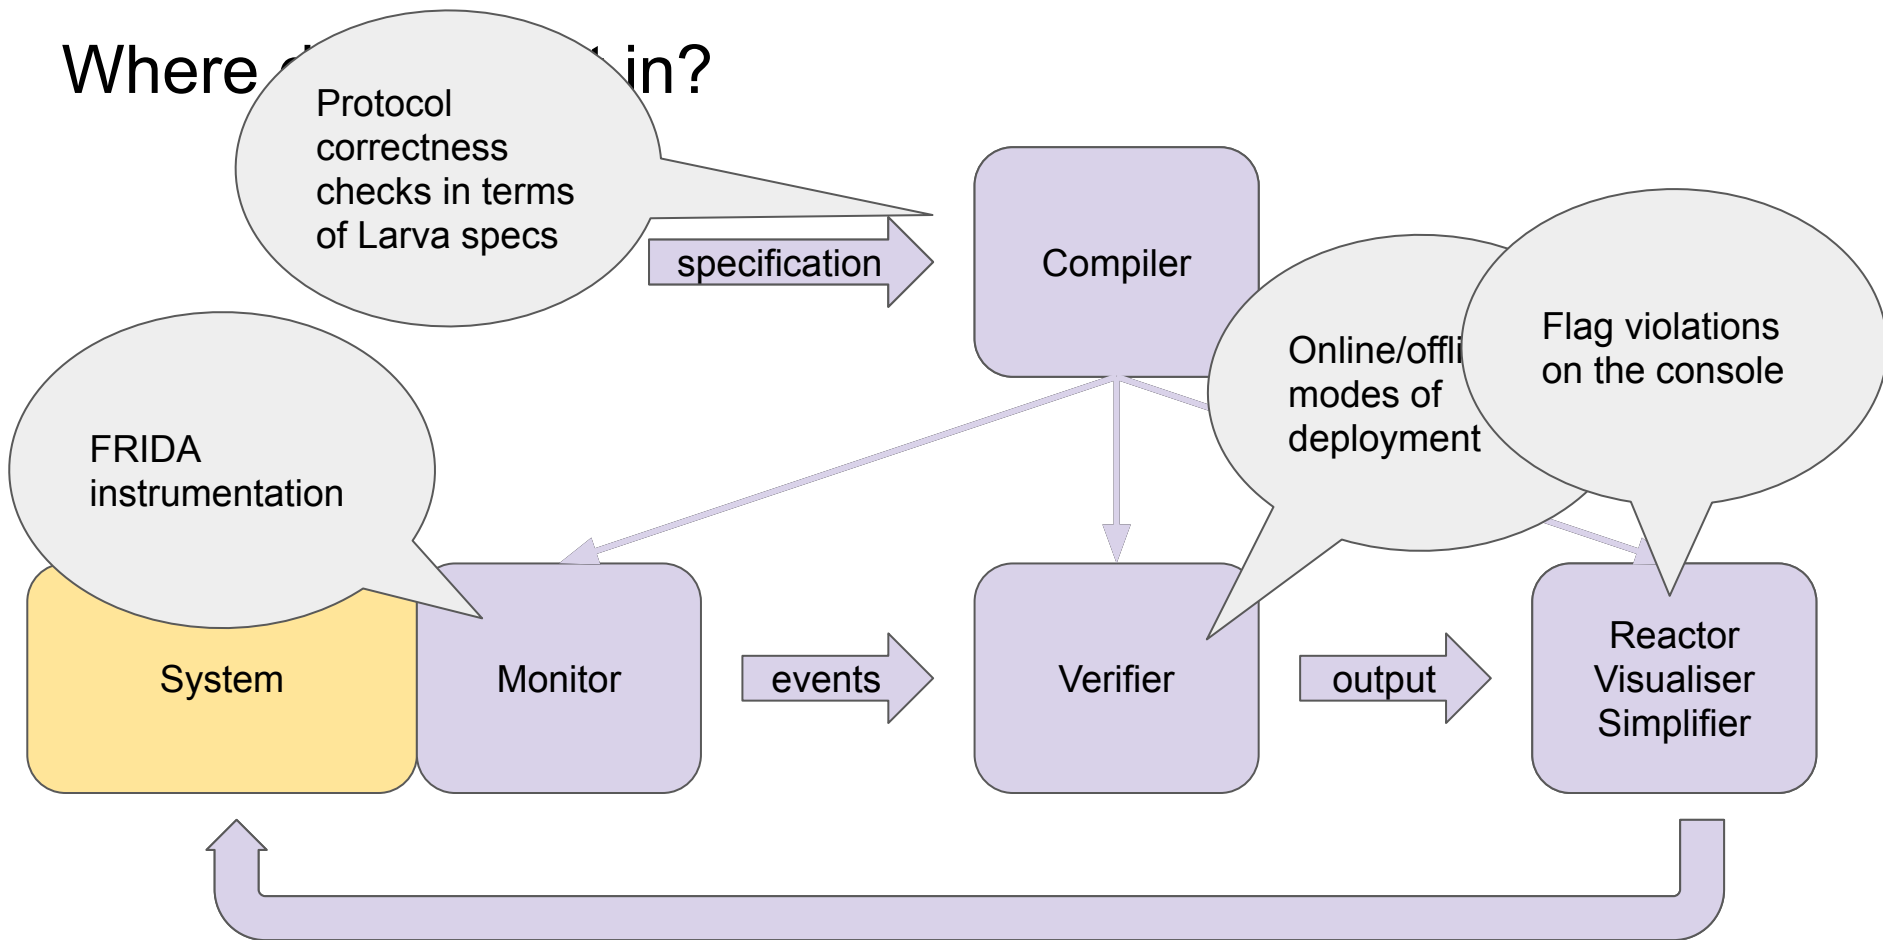 Where in?
Protocol
correctness
checks in terms
of Larva specs
specification
Compiler
Online/offli
modes of
deployment
Flag violations
on the console
FRIDA
instrumentation
System
Monitor
events
Verifier
output
Reactor
Visualiser
Simplifier